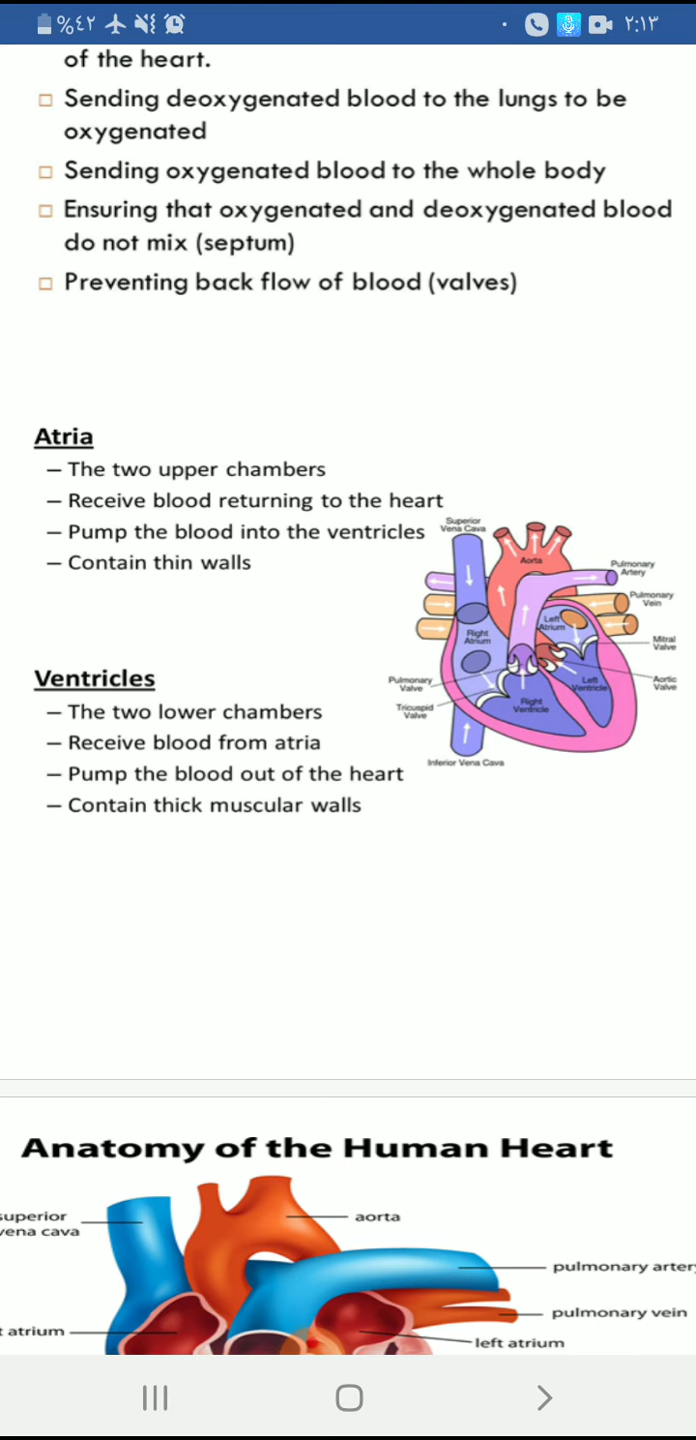 %٤٢
٢:١٣
of the heart.
Sending deoxygenated blood to the lungs to be
oxygenated
Sending oxygenated blood to the whole body
Ensuring that oxygenated and deoxygenated blood
do not mix (septum)
Preventing back flow of blood (valves)
Atria
– The two upper chambers
– Receive blood returning to the heart
– Pump the blood into the ventricles
– Contain thin walls
Superior
Vena Cava
Aorta
Pulmonary
Artery
Pulmonary
Vein
Left
Atrium
Right
Atrium
Mitral
Valve
Ventricles
– The two lower chambers
– Receive blood from atria
– Pump the blood out of the heart
– Contain thick muscular walls
Pulmonary
Valve
Left
Ventricle
Aortic
Valve
Tricuspid
Valve
Right
Ventricle
Inferior Vena Cava
Anatomy of the Human Heart
superior
vena cava
aorta
pulmonary arter
pulmonary vein
t atrium
left atrium